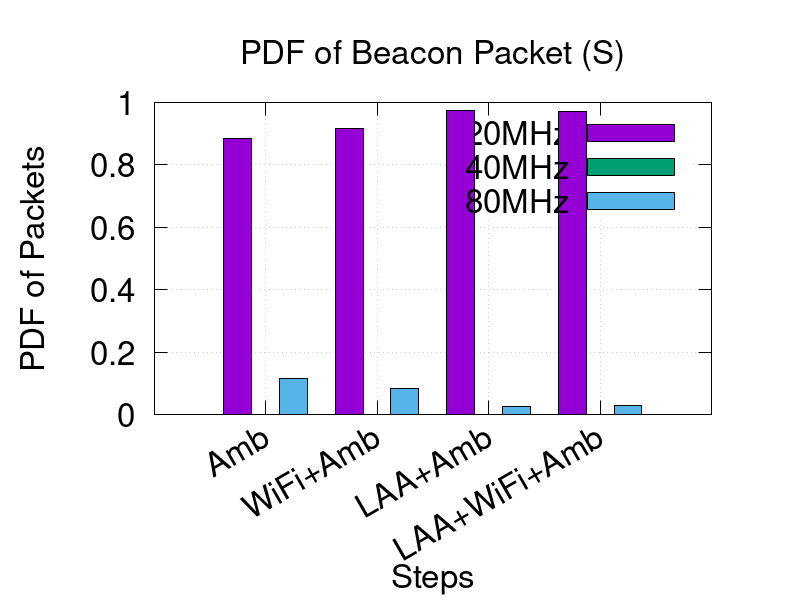 PDF of Beacon Packet (S)
PDF of Packets
1
0.8
0.6
0.4
0.2
0
20MHz
40MHz
80MHz
Amb
WiFi+Amb
LAA+Amb
LAA+WiFi+Amb
Steps